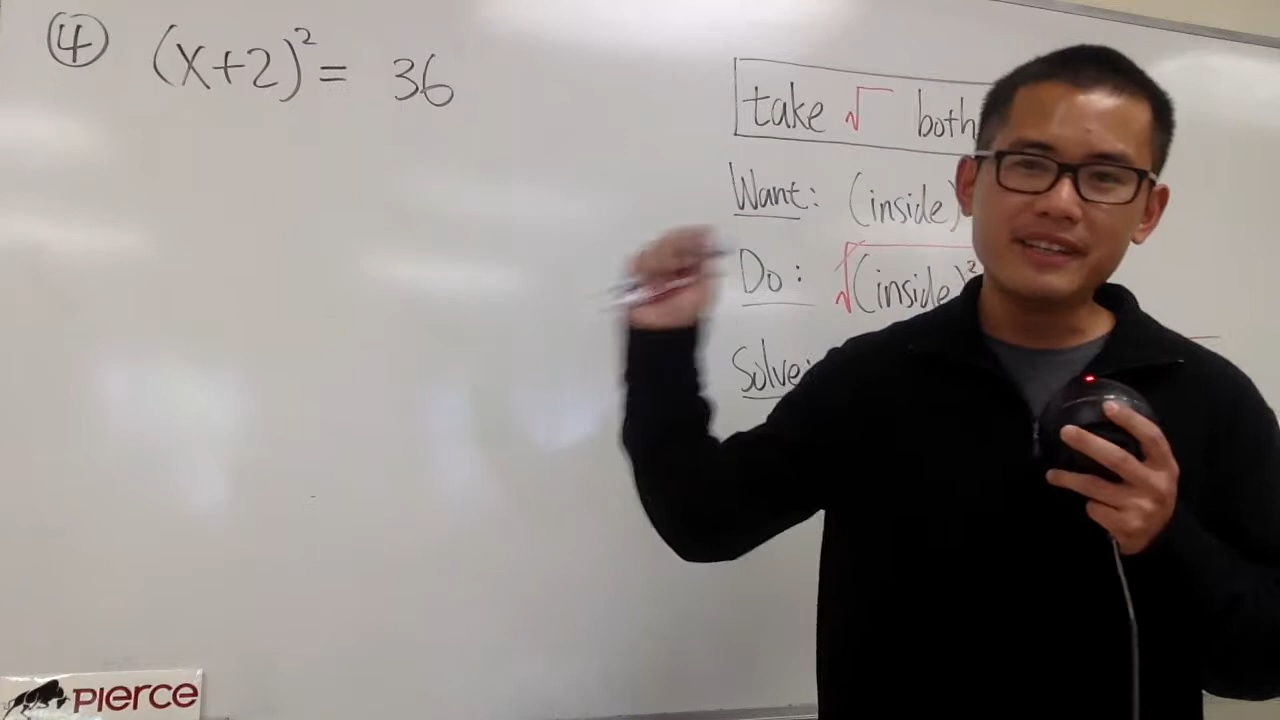 ④ (x+2)² = 36
take √ both
Want: (inside)
Do: √(inside)²
Solve:
PIERCE